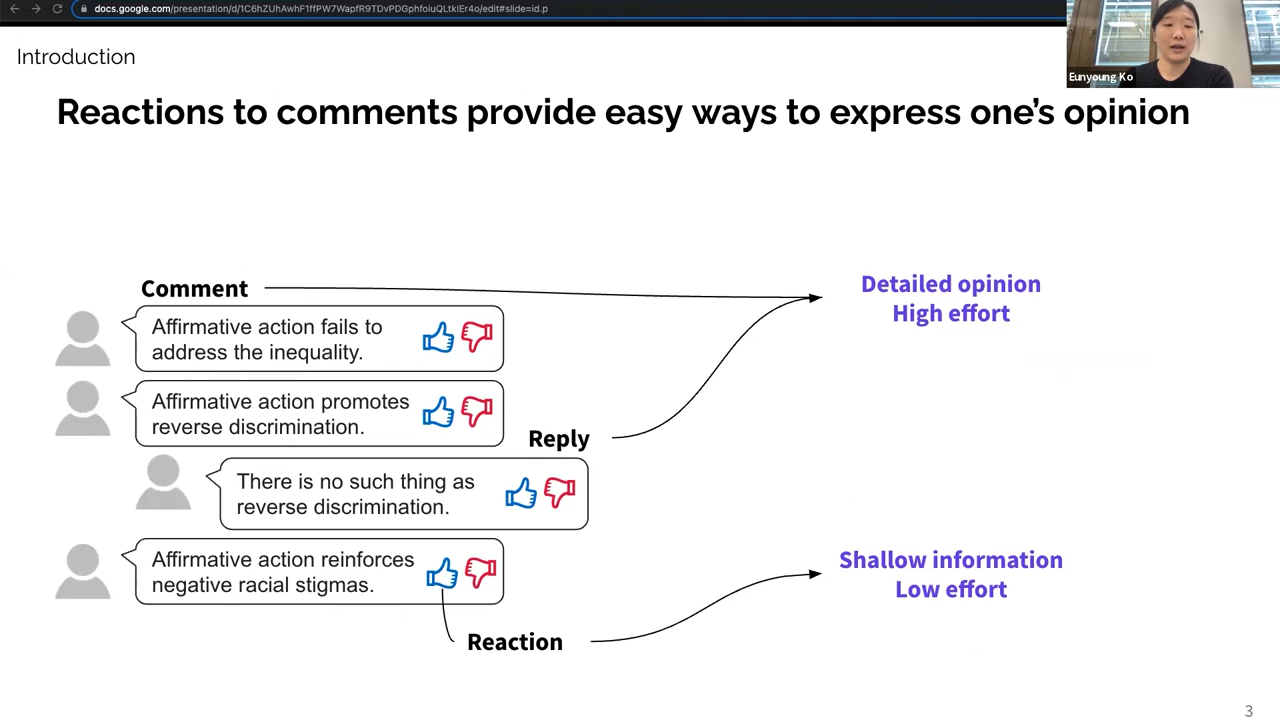 docs.google.com/presentation/d/1C6hZUhAwhF1ffPW7WapfR9TDvPDGphfoiuQLtkIEr4o/edit#slide=id.p
Eunyoung Ko
Introduction
Reactions to comments provide easy ways to express one's opinion
Comment
Affirmative action fails to
address the inequality.
Affirmative action promotes
reverse discrimination.
Reply
There is no such thing as
reverse discrimination.
Affirmative action reinforces
negative racial stigmas.
Reaction
Detailed opinion
High effort
Shallow information
Low effort
3